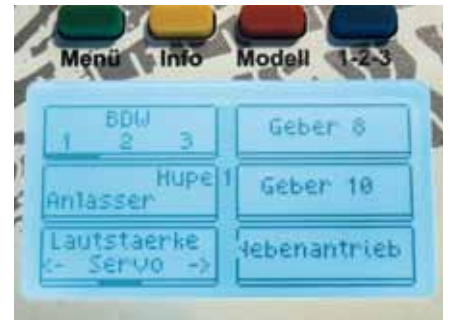 Menü Info Modell 1-2-3
BDW
1 2 3
Geber 8
Hupe 1
Anlasser
Geber 10
Lautstaerke
<- Servo ->
Nebenantrieb